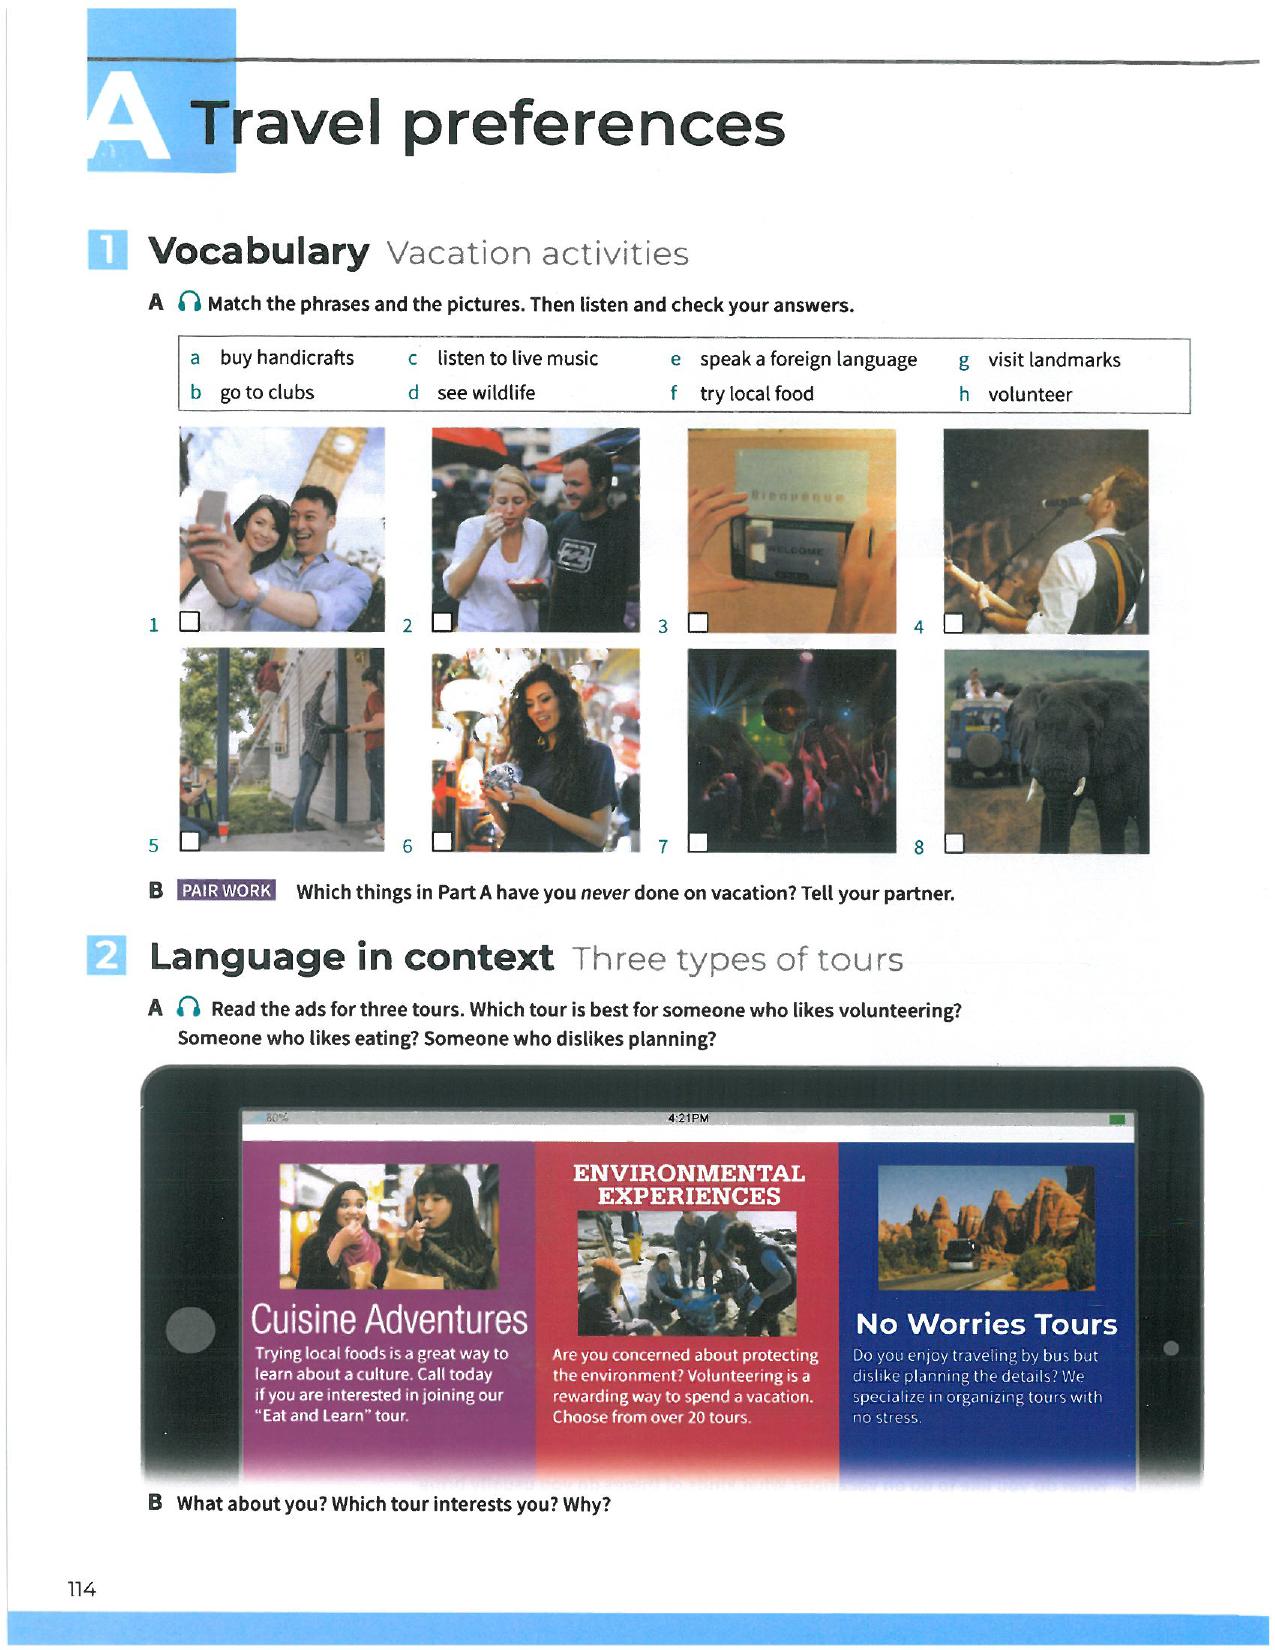 A Travel preferences
1 Vocabulary Vacation activities
A Match the phrases and the pictures. Then listen and check your answers.
a buy handicrafts c listen to live music e speak a foreign language g visit landmarks
b go to clubs d see wildlife f try local food h volunteer
Bienvenue
WELCOME
1 2 3 4
5 6 7 8
B PAIR WORK Which things in Part A have you never done on vacation? Tell your partner.
2 Language in context Three types of tours
A Read the ads for three tours. Which tour is best for someone who likes volunteering?
Someone who likes eating? Someone who dislikes planning?
80% 4:21PM
Cuisine Adventures
Trying local foods is a great way to
learn about a culture. Call today
if you are interested in joining our
“Eat and Learn” tour.
ENVIRONMENTAL
EXPERIENCES
Are you concerned about protecting
the environment? Volunteering is a
rewarding way to spend a vacation.
Choose from over 20 tours.
No Worries Tours
Do you enjoy traveling by bus but
dislike planning the details? We
specialize in organizing tours with
no stress.
B What about you? Which tour interests you? Why?
114